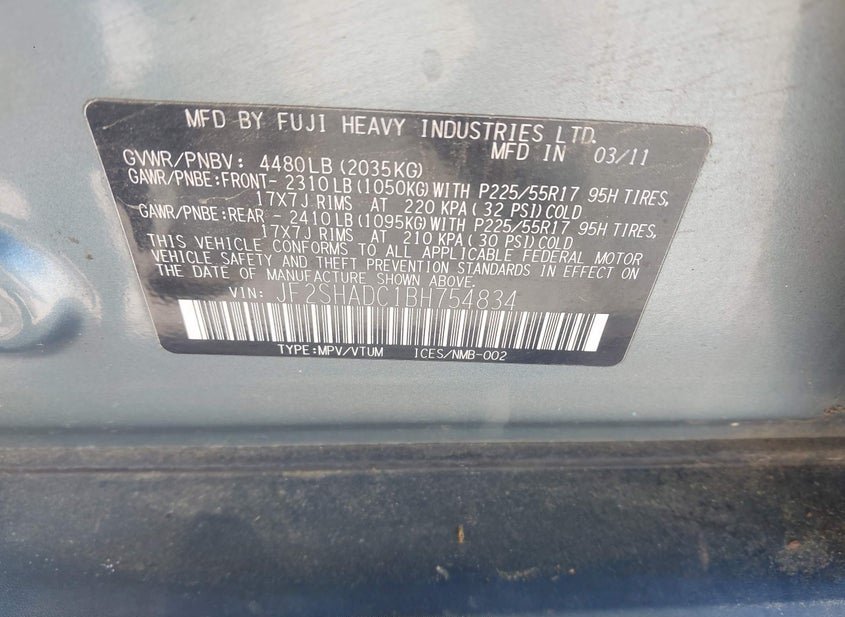 MFD BY FUJI HEAVY INDUSTRIES LTD.
MFD IN 03/11
GVWR/PNBV: 4480LB (2035KG)
GAWR/PNBE:FRONT- 2310LB(1050KG)WITH P225/55R17 95H TIRES,
17X7J RIMS AT 220 KPA(32 PSI)COLD
GAWR/PNBE:REAR - 2410LB(1095KG)WITH P225/55R17 95H TIRES,
17X7J RIMS AT 210 KPA(30 PSI)COLD
THIS VEHICLE CONFORMS TO ALL APPLICABLE FEDERAL MOTOR
VEHICLE SAFETY AND THEFT PREVENTION STANDARDS IN EFFECT ON
THE DATE OF MANUFACTURE SHOWN ABOVE.
VIN: JF2SHADC1BH754834
TYPE:MPV/VTUM ICES/NMB-002